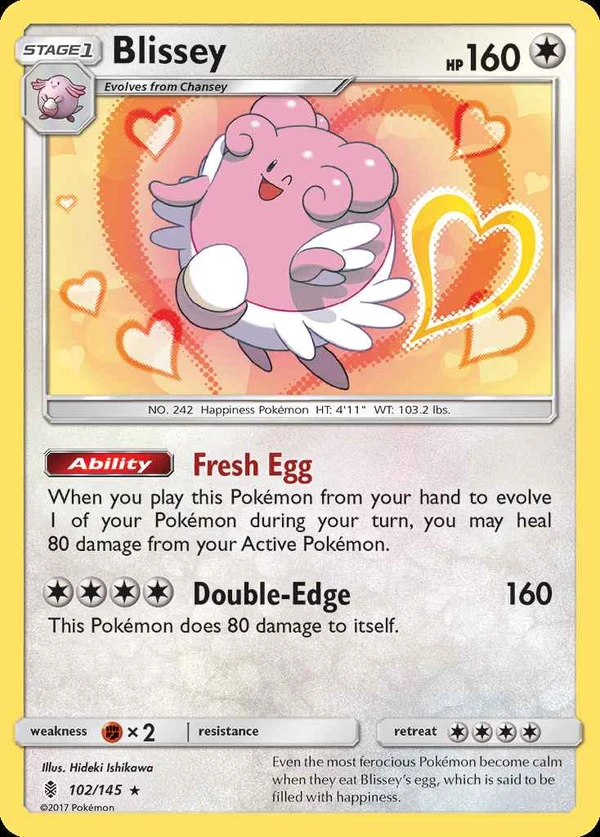 STAGE 1 Blissey HP 160
Evolves from Chansey
NO. 242 Happiness Pokémon HT: 4'11" WT: 103.2 lbs.
Ability Fresh Egg
When you play this Pokémon from your hand to evolve
1 of your Pokémon during your turn, you may heal
80 damage from your Active Pokémon.
Double-Edge 160
This Pokémon does 80 damage to itself.
weakness × 2 resistance retreat
Illus. Hideki Ishikawa
102/145 ★
©2017 Pokémon
Even the most ferocious Pokémon become calm
when they eat Blissey's egg, which is said to be
filled with happiness.